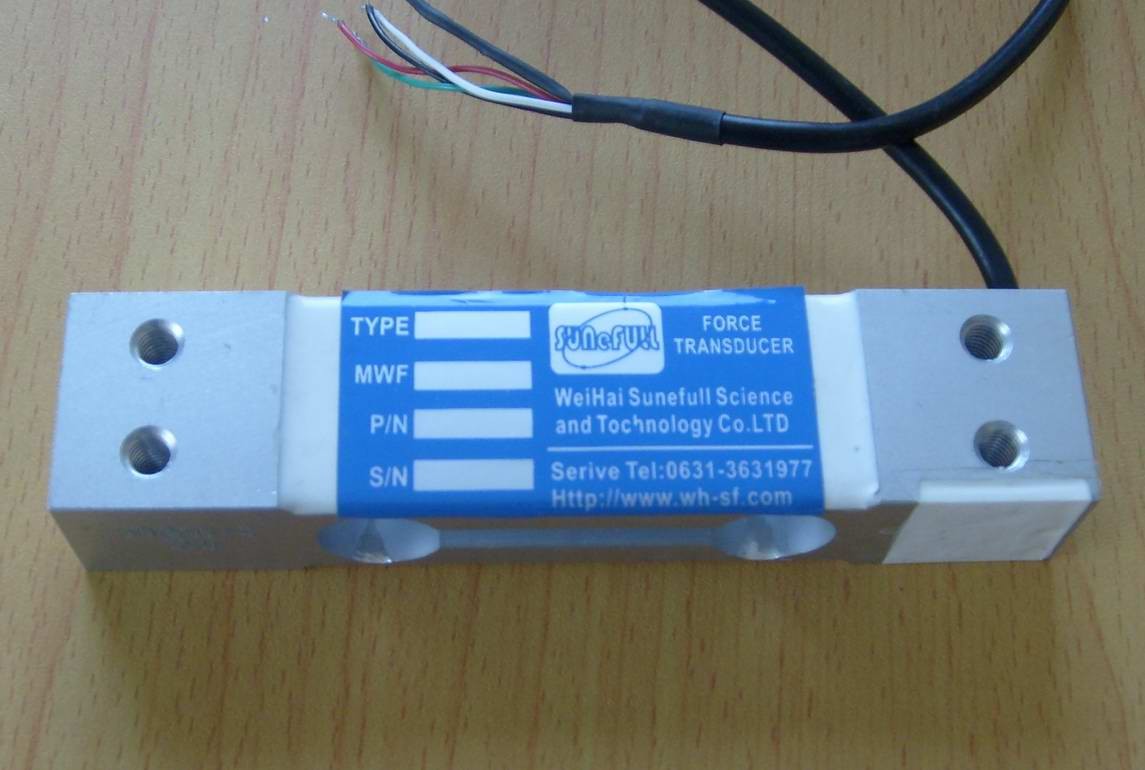 TYPE
MWF
P/N
S/N
SUNeFULL
FORCE
TRANSDUCER
WeiHai Sunefull Science
and Tochnology Co.LTD
Serive Tel:0631-3631977
Http://www.wh-sf.com